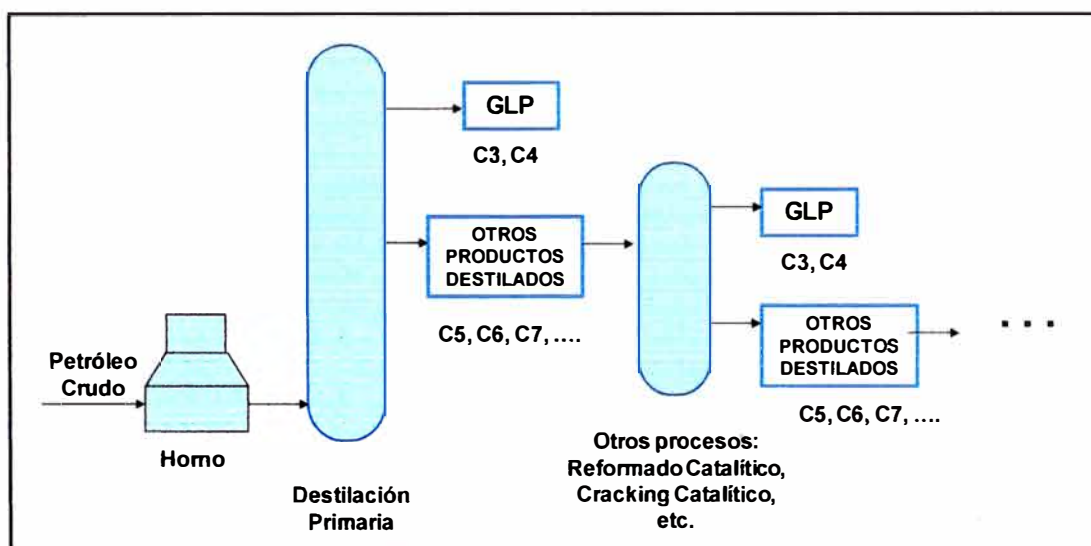 GLP
C3, C4
OTROS
PRODUCTOS
DESTILADOS
C5, C6, C7, ....
Petróleo
Crudo
Horno
Destilación
Primaria
GLP
C3, C4
OTROS
PRODUCTOS
DESTILADOS
...
C5, C6, C7, ....
Otros procesos:
Reformado Catalítico,
Cracking Catalítico,
etc.